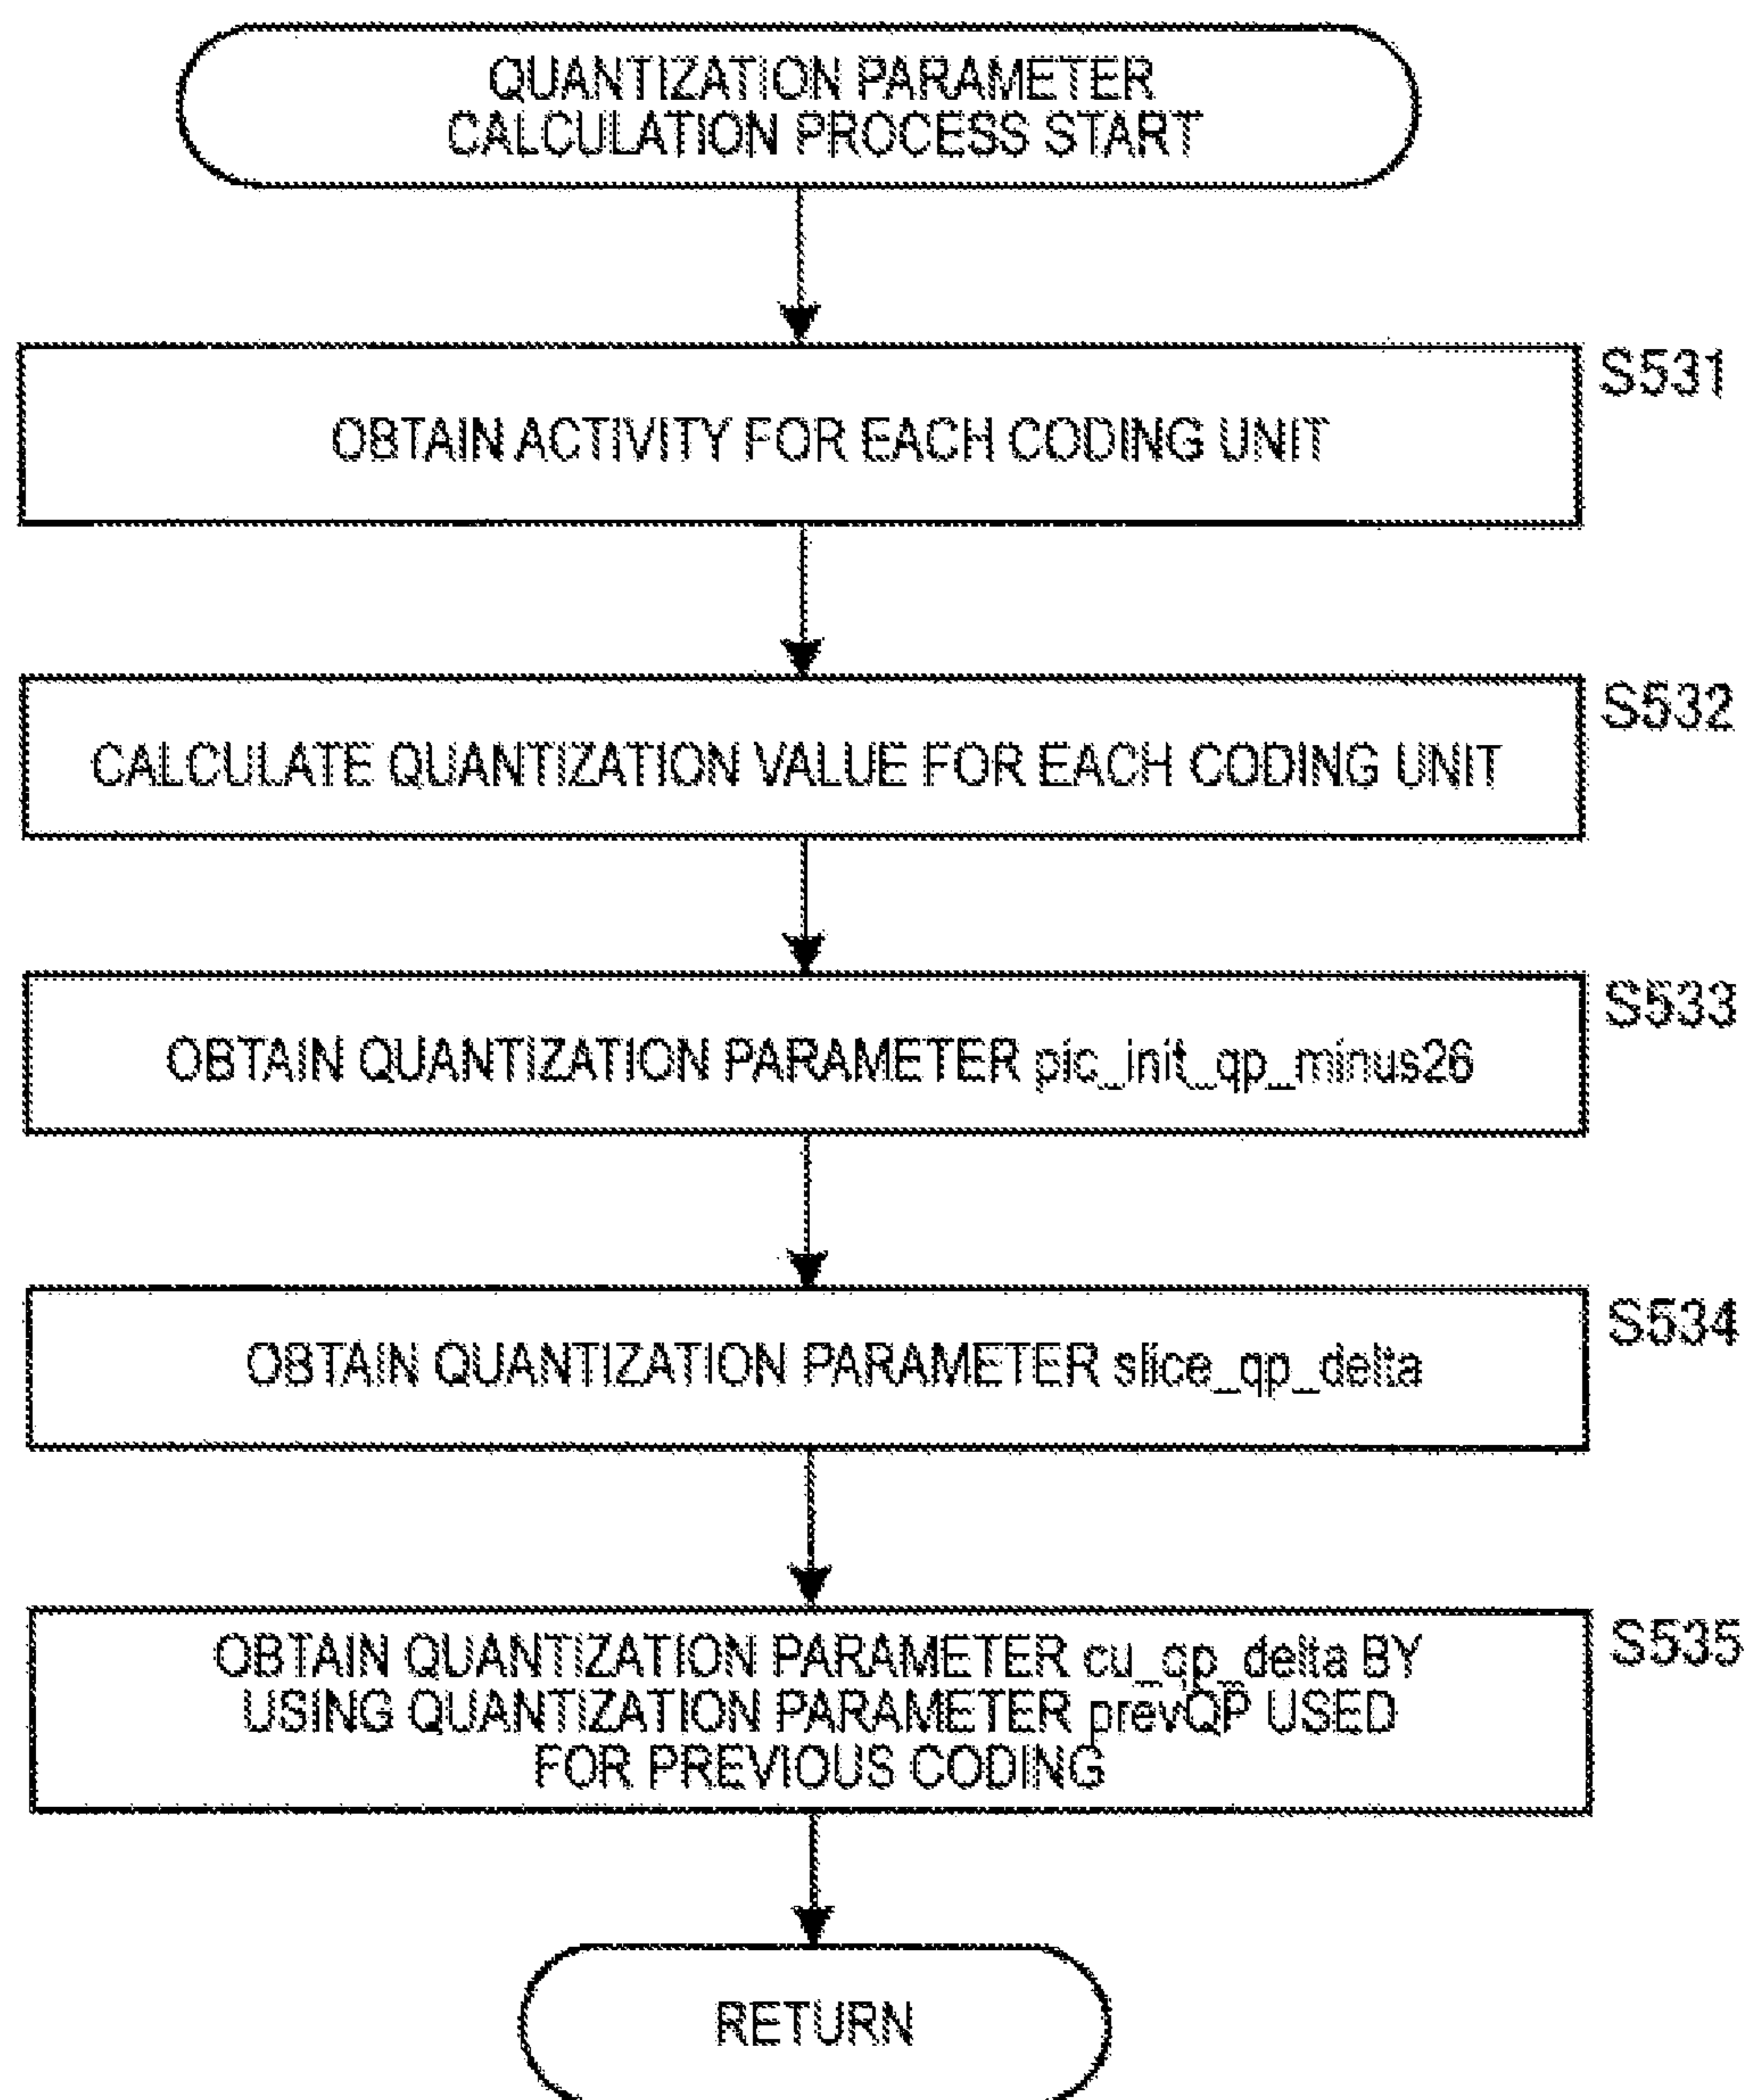 QUANTIZATION PARAMETER
CALCULATION PROCESS START
S531
OBTAIN ACTIVITY FOR EACH CODING UNIT
S532
CALCULATE QUANTIZATION VALUE FOR EACH CODING UNIT
S533
OBTAIN QUANTIZATION PARAMETER pic_init_qp_minus26
S534
OBTAIN QUANTIZATION PARAMETER slice_qp_delta
S535
OBTAIN QUANTIZATION PARAMETER cu_qp_delta BY
USING QUANTIZATION PARAMETER prevQP USED
FOR PREVIOUS CODING
RETURN